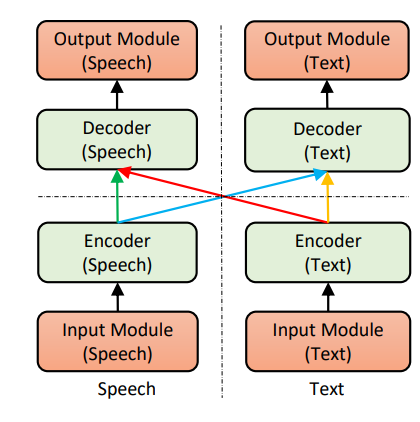 Output Module
(Speech)
Output Module
(Text)
Decoder
(Speech)
Decoder
(Text)
Encoder
(Speech)
Encoder
(Text)
Input Module
(Speech)
Input Module
(Text)
Speech
Text